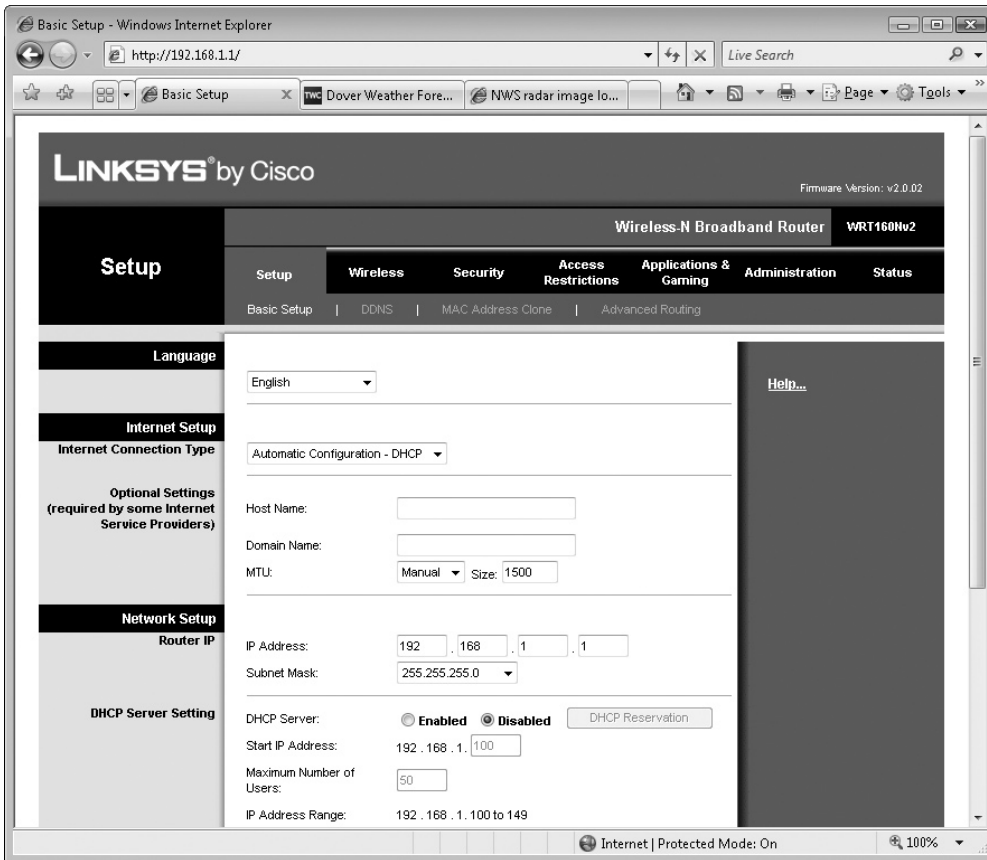 Basic Setup - Windows Internet Explorer
http://192.168.1.1/
Live Search
Basic Setup
TWC Dover Weather Fore...
NWS radar image lo...
Page
Tools
LINKSYS® by Cisco
Firmware Version: v2.0.02
Wireless-N Broadband Router WRT160Nv2
Setup
Setup Wireless Security Access Restrictions Applications & Gaming Administration Status
Basic Setup | DDNS | MAC Address Clone | Advanced Routing
Language
English
Help...
Internet Setup
Internet Connection Type
Automatic Configuration - DHCP
Optional Settings
(required by some Internet
Service Providers)
Host Name:
Domain Name:
MTU: Manual Size: 1500
Network Setup
Router IP
IP Address: 192 . 168 . 1 . 1
Subnet Mask: 255.255.255.0
DHCP Server Setting
DHCP Server: Enabled Disabled DHCP Reservation
Start IP Address: 192 . 168 . 1. 100
Maximum Number of
Users:
50
IP Address Range: 192 . 168 . 1. 100 to 149
Internet | Protected Mode: On
100%